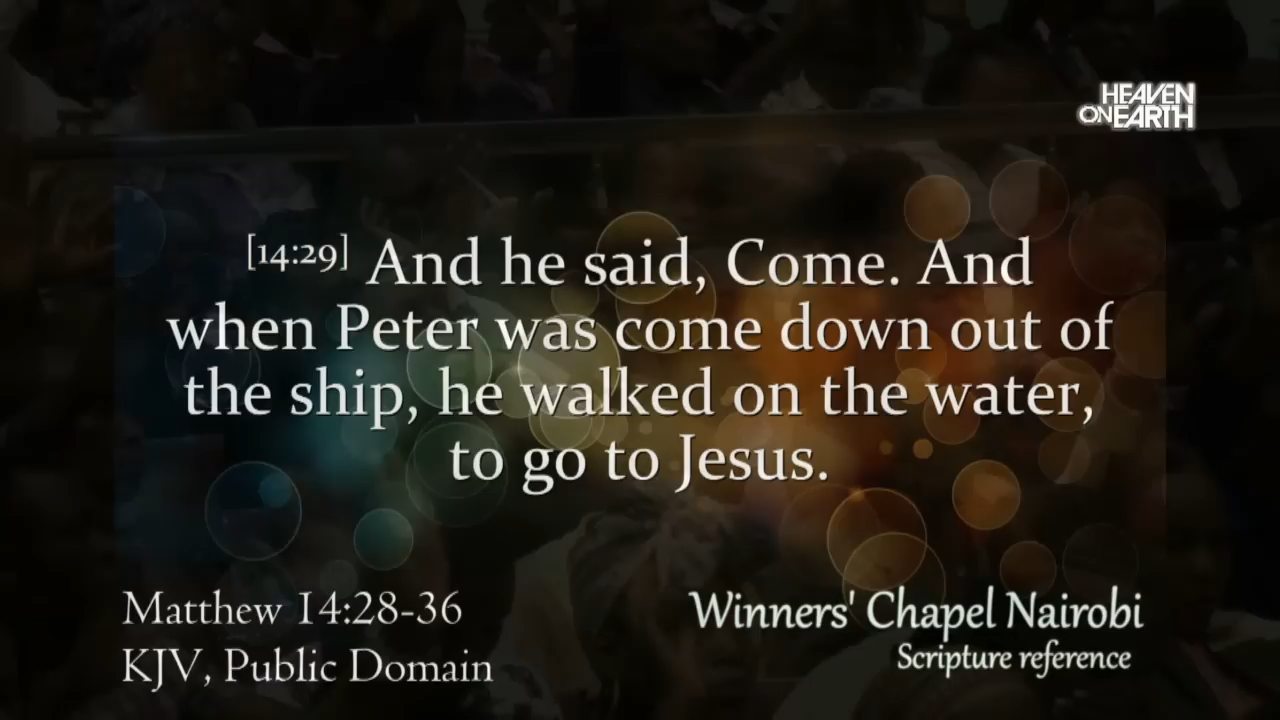 HEAVEN
ON EARTH
[14:29] And he said, Come. And
when Peter was come down out of
the ship, he walked on the water,
to go to Jesus.
Matthew 14:28-36
KJV, Public Domain
Winners' Chapel Nairobi
Scripture reference